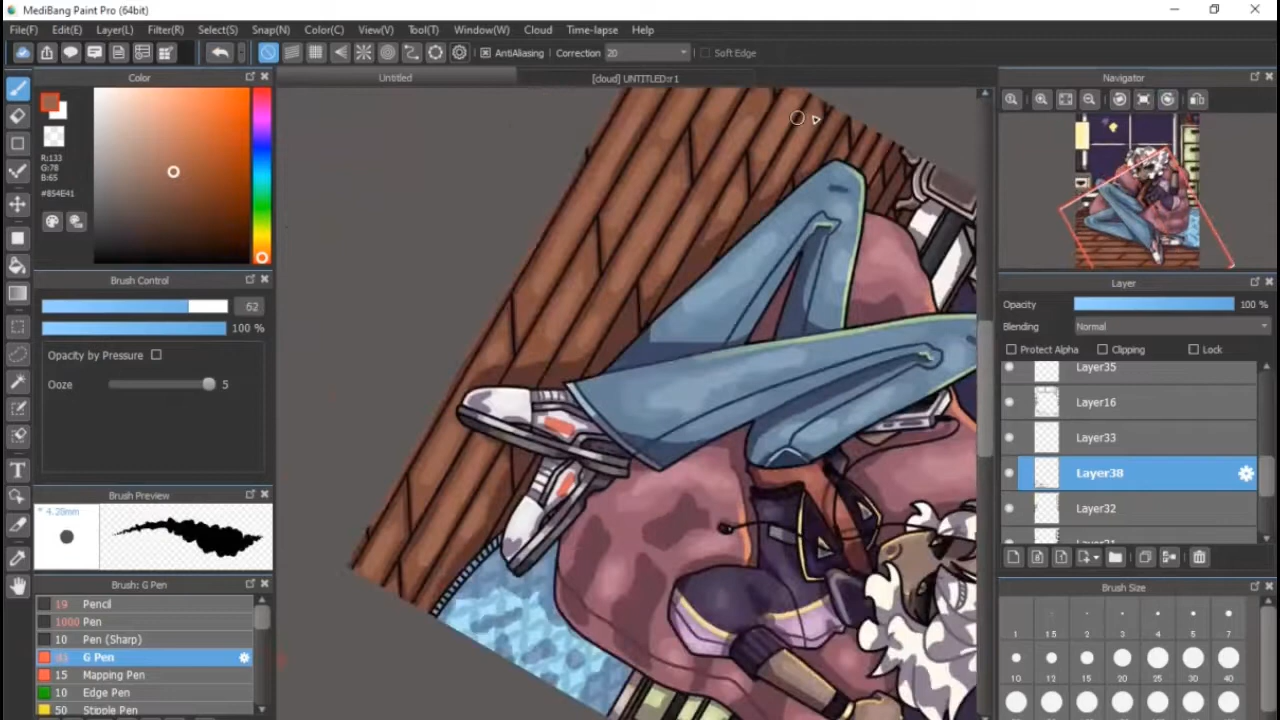 MediBang Paint Pro (64bit)
File(F) Edit(E) Layer(L) Filter(R) Select(S) Snap(N) Color(C) View(V) Tool(T) Window(W) Cloud Time-lapse Help
AntiAliasing Correction 20 Soft Edge
Color
Untitled
Navigator
R:133
G:78
B:65
#854E41
Brush Control
62
100 %
Opacity by Pressure
Ooze 5
Brush Preview
* 4.28mm
Brush: G Pen
19 Pencil
1000 Pen
10 Pen (Sharp)
G Pen
15 Mapping Pen
10 Edge Pen
50 Stipple Pen
Layer
Opacity 100 %
Blending Normal
Protect Alpha Clipping Lock
Layer35
Layer16
Layer33
Layer38
Layer32
Brush Size
1 1.5 2 3 4 5 7
10 12 15 20 25 30 40